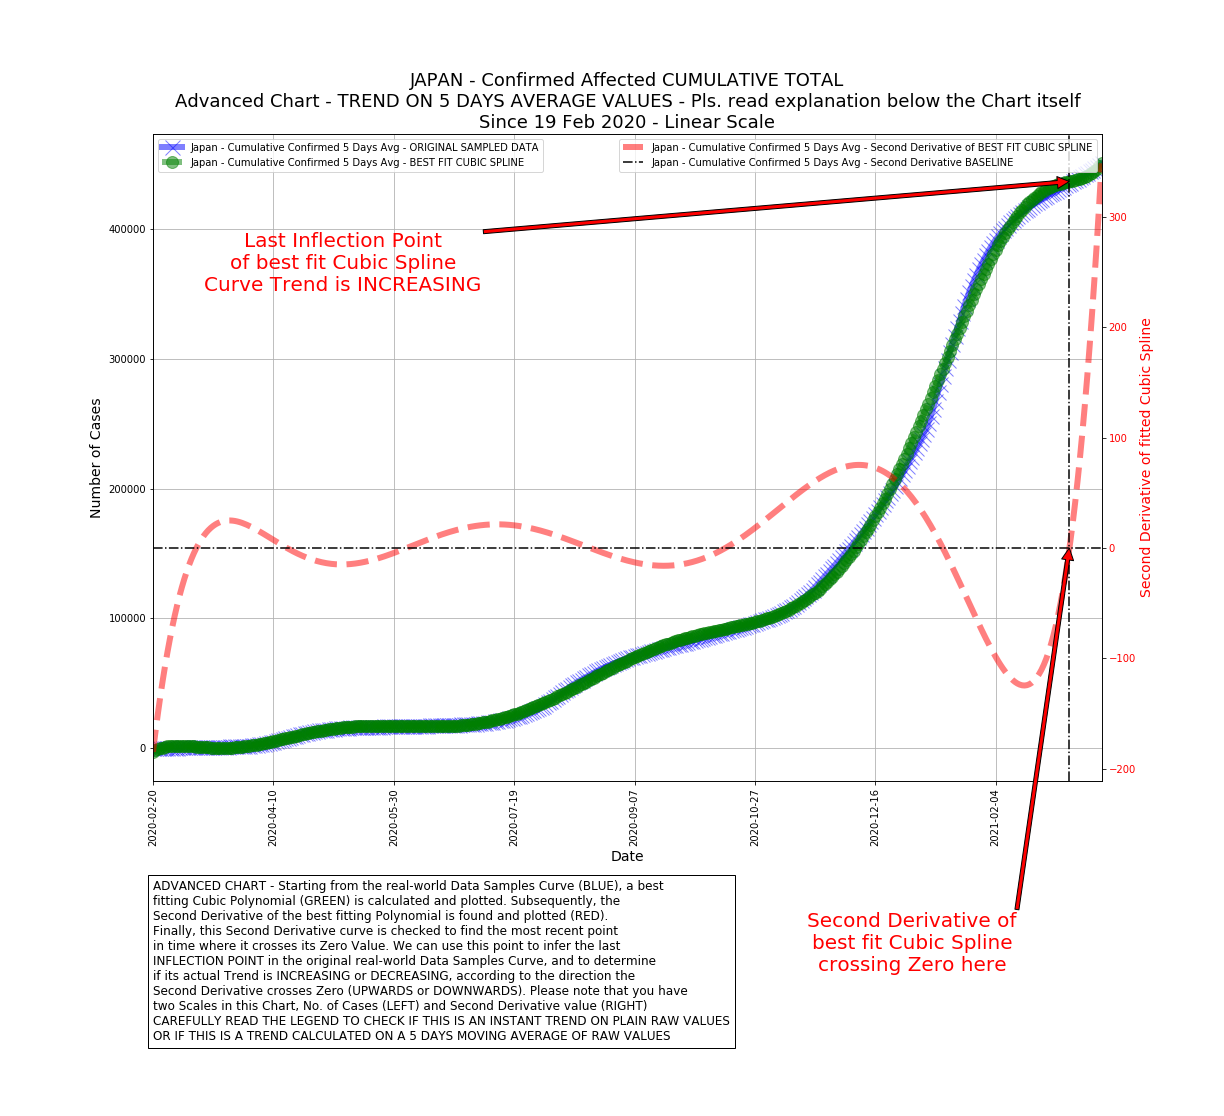 JAPAN - Confirmed Affected CUMULATIVE TOTAL
Advanced Chart - TREND ON 5 DAYS AVERAGE VALUES - Pls. read explanation below the Chart itself
Since 19 Feb 2020 - Linear Scale
Japan - Cumulative Confirmed 5 Days Avg - ORIGINAL SAMPLED DATA
Japan - Cumulative Confirmed 5 Days Avg - BEST FIT CUBIC SPLINE
Japan - Cumulative Confirmed 5 Days Avg - Second Derivative of BEST FIT CUBIC SPLINE
Japan - Cumulative Confirmed 5 Days Avg - Second Derivative BASELINE
Last Inflection Point
of best fit Cubic Spline
Curve Trend is INCREASING
Number of Cases
400000
300000
200000
100000
0
300
200
100
0
−100
−200
Second Derivative of fitted Cubic Spline
2020-02-20
2020-04-10
2020-05-30
2020-07-19
2020-09-07
2020-10-27
2020-12-16
2021-02-04
Date
ADVANCED CHART - Starting from the real-world Data Samples Curve (BLUE), a best
fitting Cubic Polynomial (GREEN) is calculated and plotted. Subsequently, the
Second Derivative of the best fitting Polynomial is found and plotted (RED).
Finally, this Second Derivative curve is checked to find the most recent point
in time where it crosses its Zero Value. We can use this point to infer the last
INFLECTION POINT in the original real-world Data Samples Curve, and to determine
if its actual Trend is INCREASING or DECREASING, according to the direction the
Second Derivative crosses Zero (UPWARDS or DOWNWARDS). Please note that you have
two Scales in this Chart, No. of Cases (LEFT) and Second Derivative value (RIGHT)
CAREFULLY READ THE LEGEND TO CHECK IF THIS IS AN INSTANT TREND ON PLAIN RAW VALUES
OR IF THIS IS A TREND CALCULATED ON A 5 DAYS MOVING AVERAGE OF RAW VALUES
Second Derivative of
best fit Cubic Spline
crossing Zero here